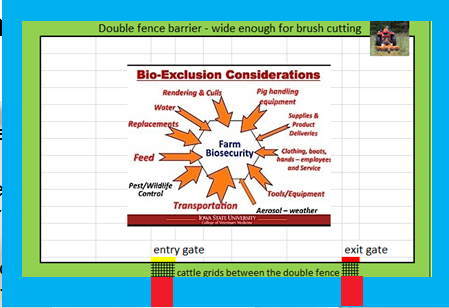 Double fence barrier - wide enough for brush cutting
Bio-Exclusion Considerations
Rendering & Culls
Pig handling
equipment
Water
Supplies &
Product
Deliveries
Replacements
Farm
Biosecurity
Clothing, boots,
hands – employees
and Service
Feed
Pest/Wildlife
Control
Tools/Equipment
Transportation
Aerosol – weather
IOWA STATE UNIVERSITY
College of Veterinary Medicine
entry gate
exit gate
cattle grids between the double fence